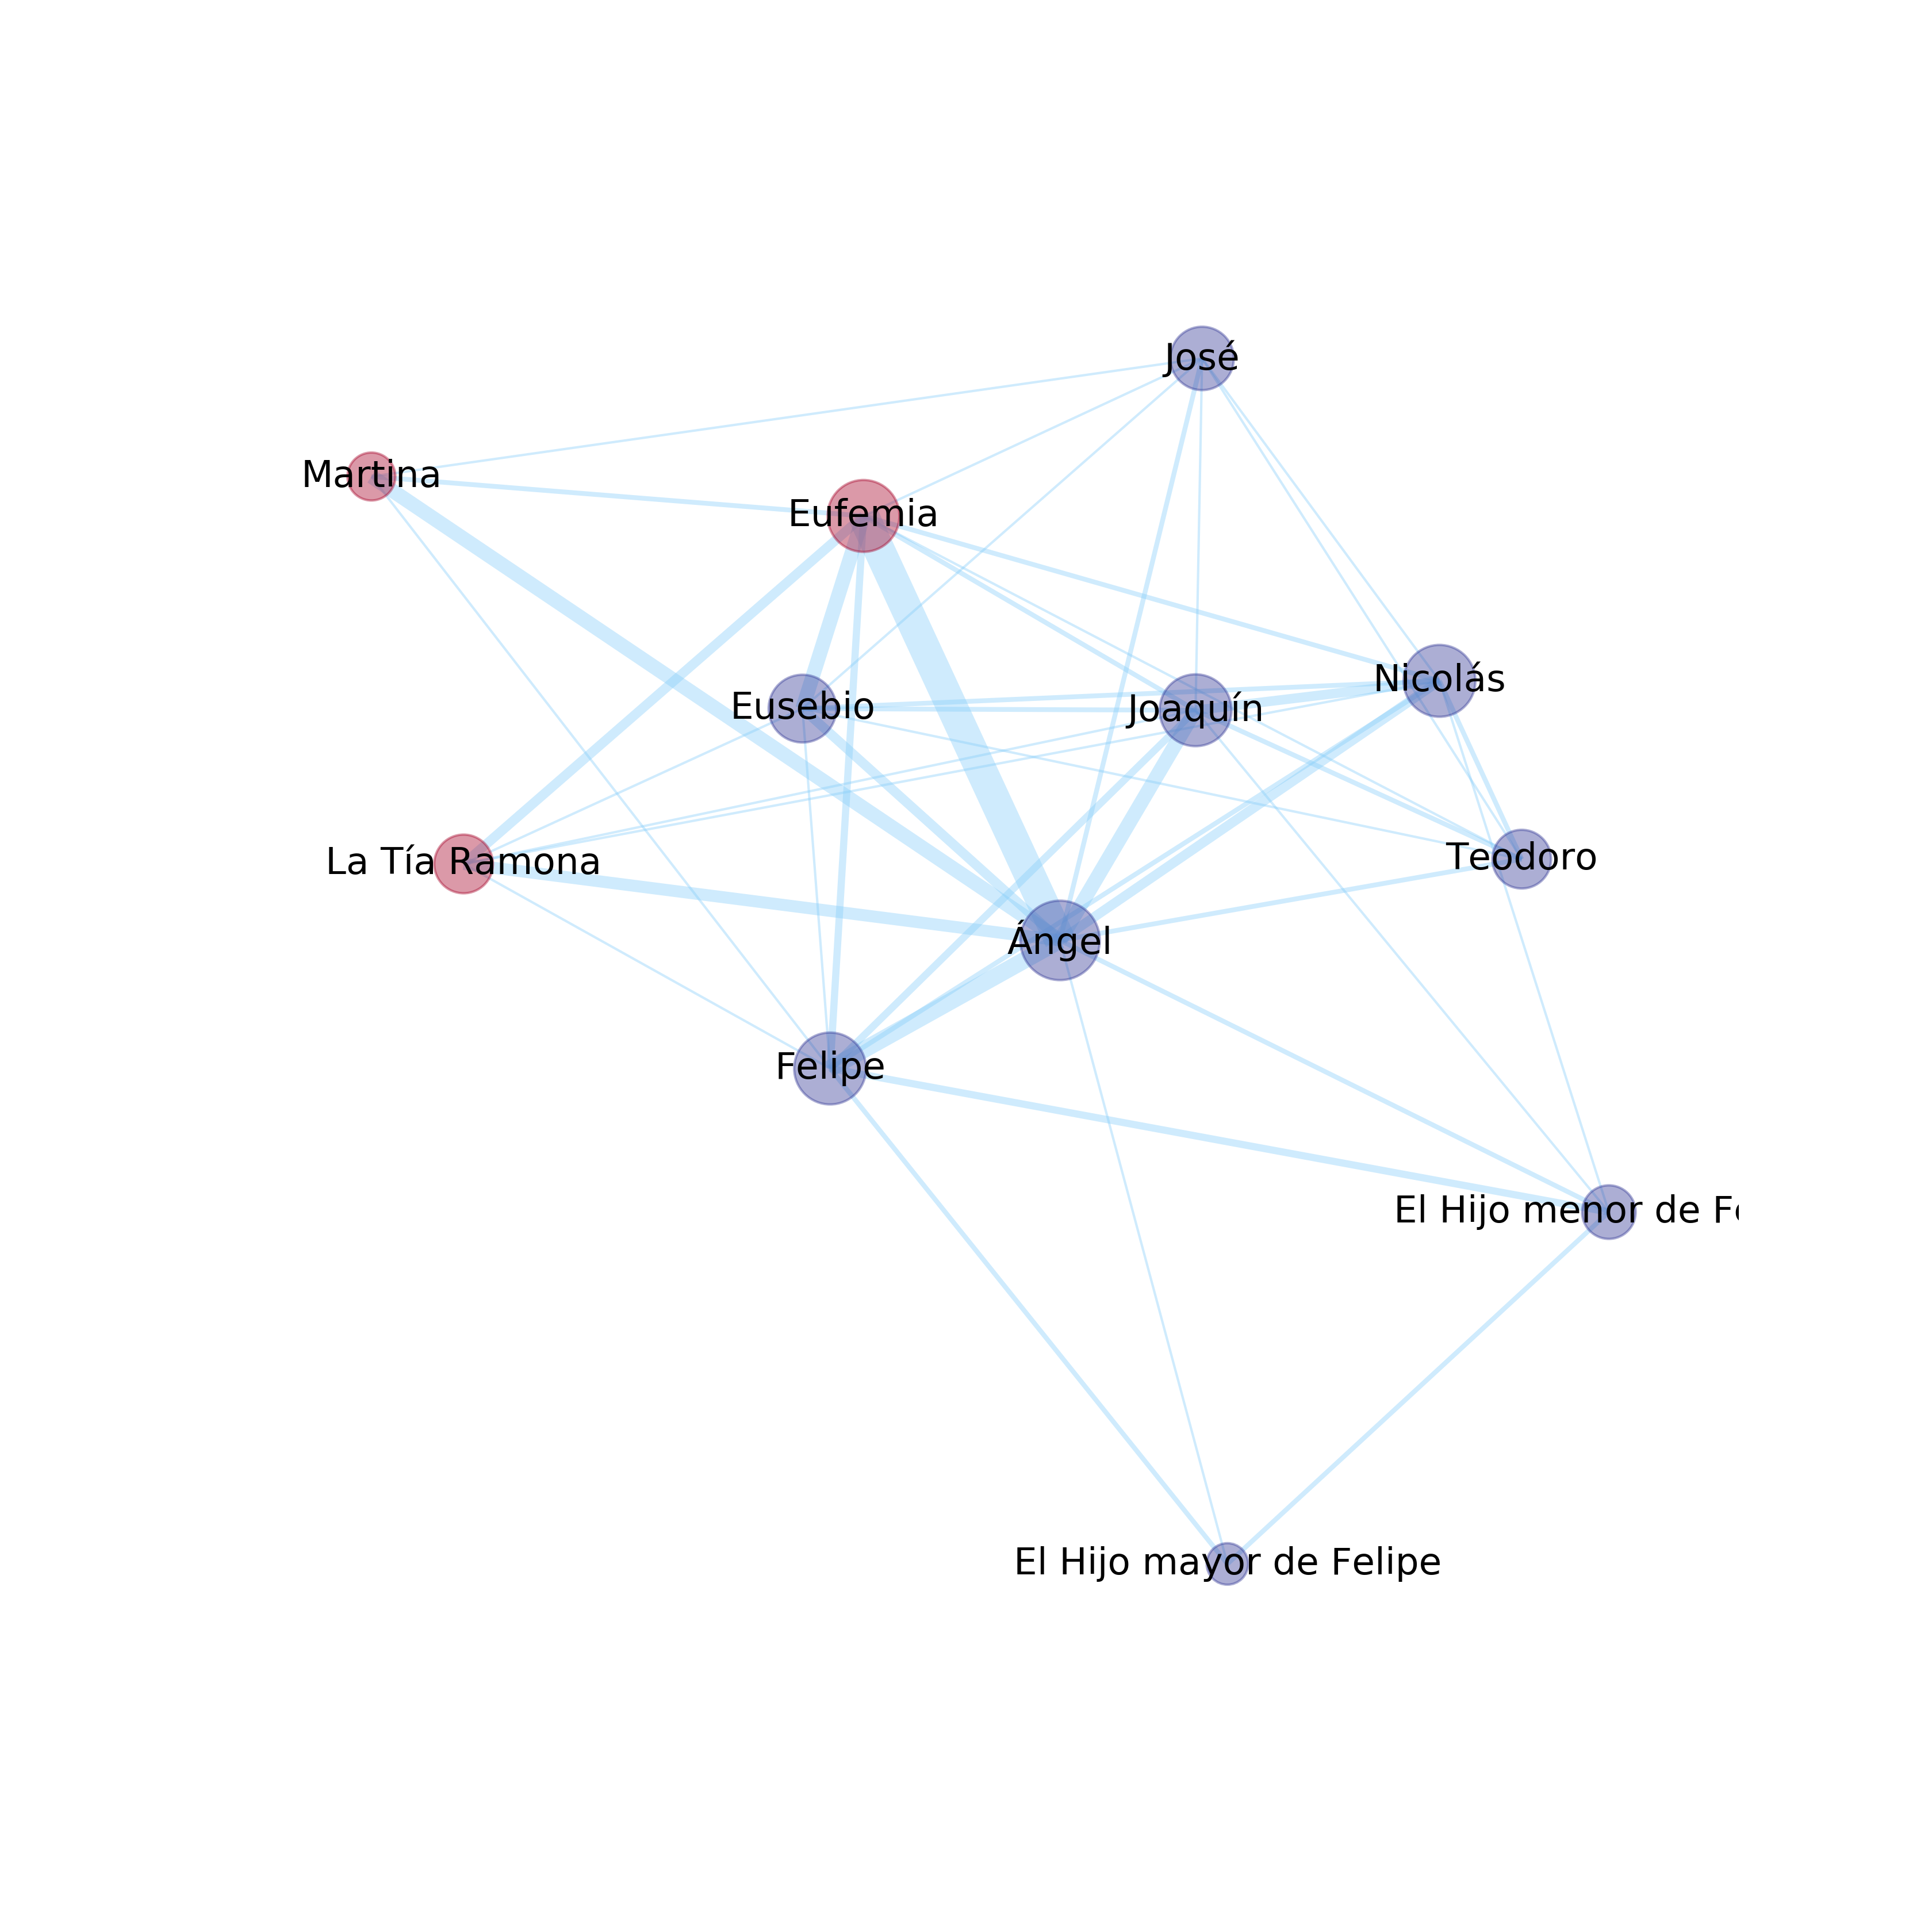 José
Martina
Eufemia
Nicolás
Eusebio
Joaquín
Teodoro
La Tía Ramona
Ángel
Felipe
El Hijo menor de
El Hijo mayor de Felipe